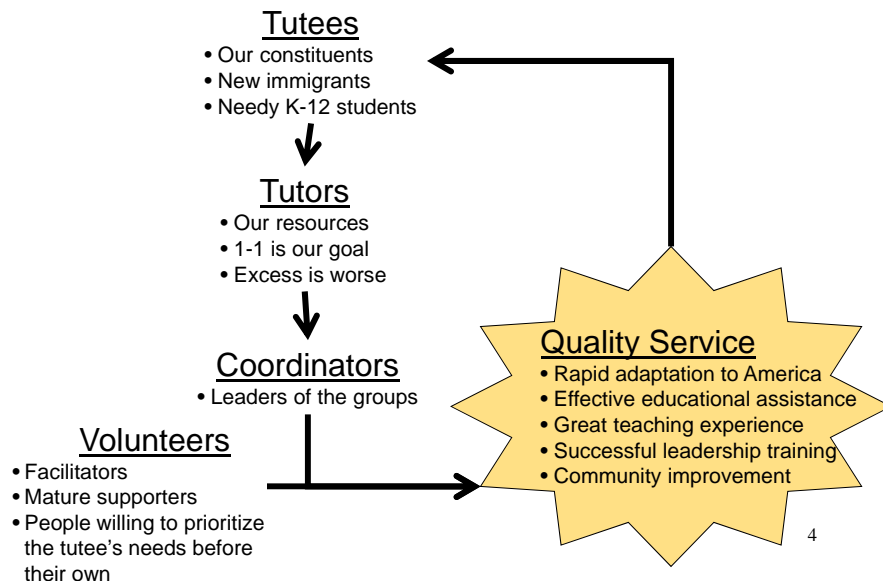 Tutees
• Our constituents
• New immigrants
• Needy K-12 students
Tutors
• Our resources
• 1-1 is our goal
• Excess is worse
Coordinators
• Leaders of the groups
Volunteers
• Facilitators
• Mature supporters
• People willing to prioritize
the tutee's needs before
their own
Quality Service
• Rapid adaptation to America
• Effective educational assistance
• Great teaching experience
• Successful leadership training
• Community improvement
4